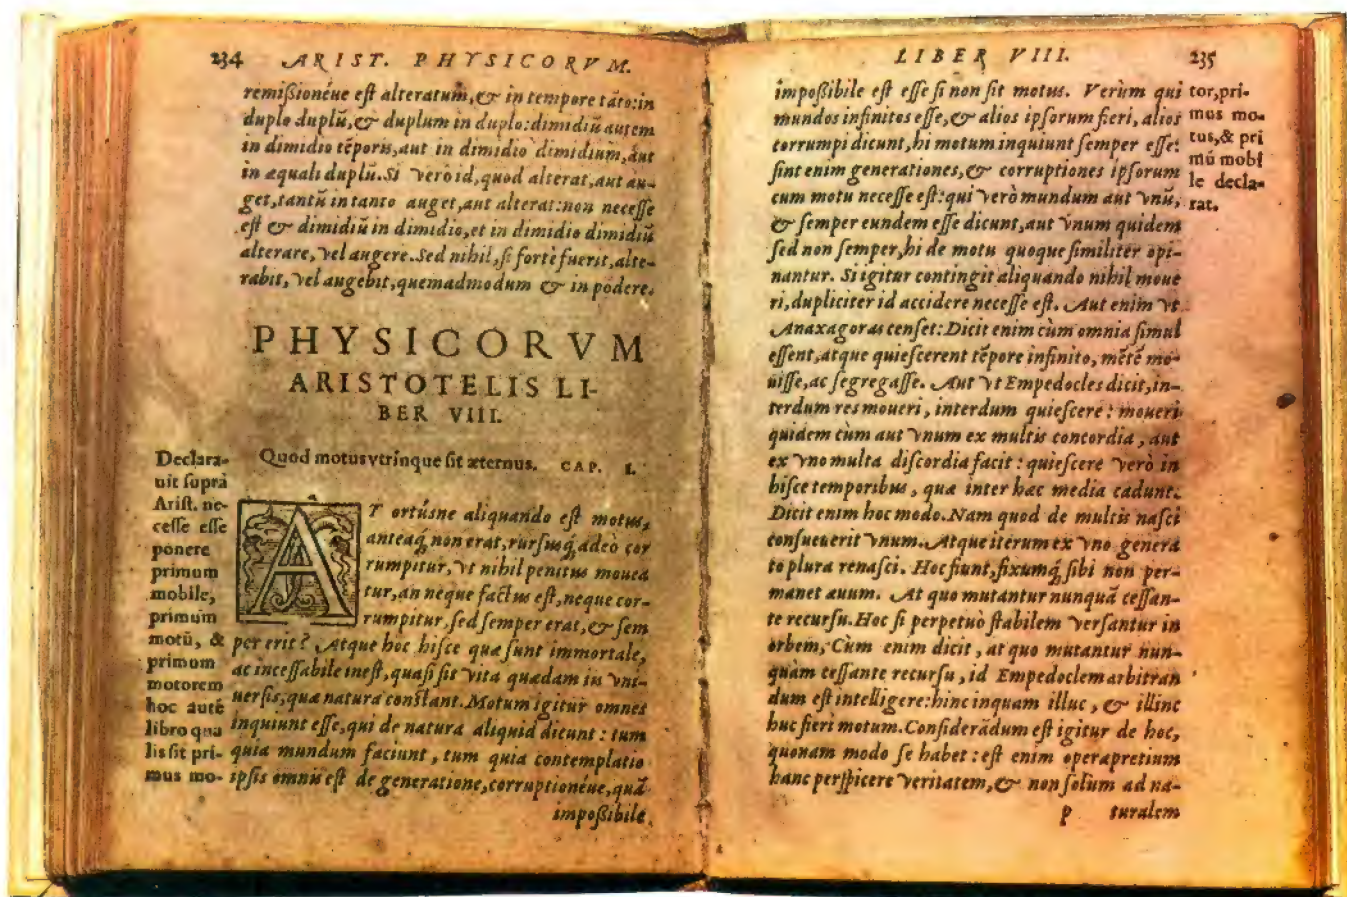 234 ARIST. PHYSICORVM.
remißionéue est alteratum, & in tempore tāto: in
duplo duplū, & duplum in duplo: dimidiū autem
in dimidio tẽporis, aut in dimidio dimidium, aut
in æquali duplū. Si verò id, quod alterat, aut au-
get, tantū in tanto auget, aut alterat: non necesse
est & dimidiū in dimidio, et in dimidio dimidiū
alterare, vel augere. Sed nihil, si fortè fuerit, alte-
rabit, vel augebit, quemadmodum & in pōdere.
PHYSICORVM
ARISTOTELIS LI-
BER VIII.
Quod motus vtrinque sit æternus. CAP. I.
AT ortúsne aliquando est motus,
anteaq́, non erat, rursusq́, adeò cor
rumpitur, vt nihil penitus mouea
tur, an neque factus est, neque cor-
rumpitur, sed semper erat, & sem
per erit? Atque hoc hisce quæ sunt immortale,
ac incessabile inest, quasi sit vita quædam in vni-
uersis, quæ natura constant. Motum igitur omnes
inquiunt esse, qui de natura aliquid dicunt: tum
quia mundum faciunt, tum quia contemplatio
ipsis omnis est de generatione, corruptionéue, quā
impoßibile
Declara-
uit suprà
Arist. ne-
cesse esse
ponere
primum
mobile,
primum
motū, &
primum
motorem
hoc autē
libro qua
lis sit pri-
mus mo-
LIBER VIII. 235
impoßibile est esse si non sit motus. Verùm qui
mundos infinitos esse, & alios ipsorum fieri, alios
corrumpi dicunt, hi motum inquiunt semper esse:
sint enim generationes, & corruptiones ipsorum
cum motu necesse est: qui verò mundum aut vnū,
& semper eundem esse dicunt, aut vnum quidem
sed non semper, hi de motu quoque similiter opi-
nantur. Si igitur contingit aliquando nihil moue
ri, dupliciter id accidere necesse est. Aut enim vt
Anaxagoras censet: Dicit enim cùm omnia simul
essent, atque quiescerent tẽpore infinito, mẽtẽ mo-
uisse, ac segregasse. Aut vt Empedocles dicit, in-
terdum res moueri, interdum quiescere: moueri
quidem cùm aut vnum ex multis concordia, aut
ex vno multa discordia facit: quiescere verò in
hisce temporibus, quæ inter hæc media cadunt.
Dicit enim hoc modo. Nam quod de multis nasci
consueuerit vnum. Atque iterum ex vno genera
to plura renasci. Hoc fiunt, fixumq́, sibi non per-
manet æuum. At quo mutantur nunquā cessan-
te recursu. Hoc si perpetuò stabilem versantur in
orbem, Cùm enim dicit, at quo mutantur nun-
quàm cessante recursu, id Empedoclem arbitran
dum est intelligere: hinc inquam illuc, & illinc
huc fieri motum. Considerādum est igitur de hoc,
quonam modo se habet: est enim operapretium
hanc perspicere veritatem, & non solum ad na-
p turalem
tor, pri-
mus mo-
tus, & pri
mū mobi
le decla-
rat.